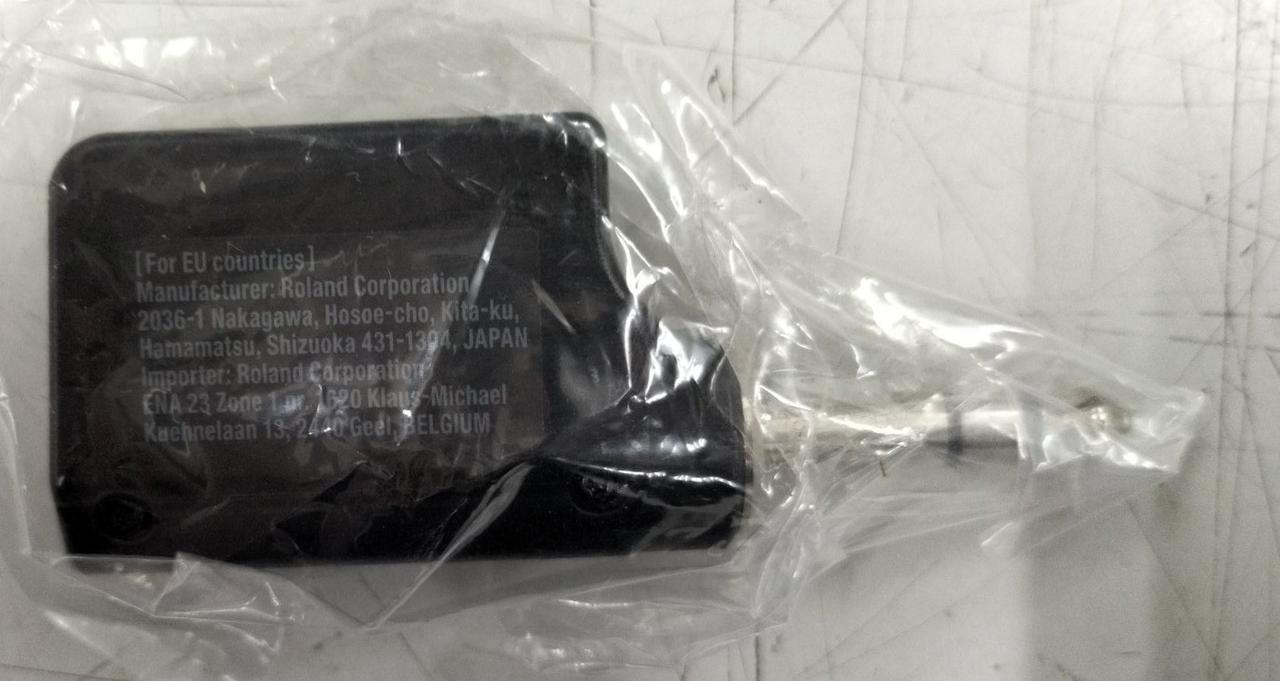 [For EU countries]
Manufacturer: Roland Corporation
2036-1 Nakagawa, Hosoe-cho, Kita-ku,
Hamamatsu, Shizuoka 431-1304, JAPAN
Importer: Roland Corporation
ENA 23 Zone 1 nr. 1620 Klaus-Michael
Kuehnelaan 13, 2440 Geel, BELGIUM